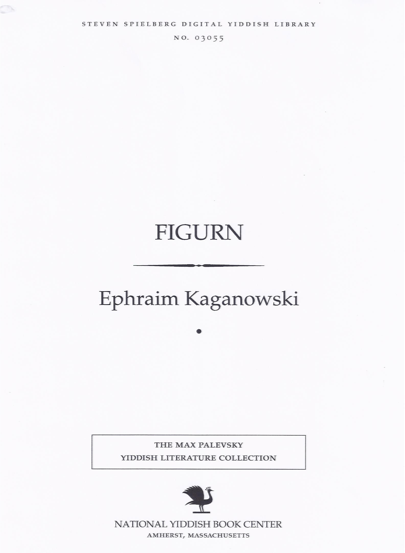 STEVEN SPIELBERG DIGITAL YIDDISH LIBRARY
NO. 03055
FIGURN
Ephraim Kaganowski
•
THE MAX PALEVSKY
YIDDISH LITERATURE COLLECTION
NATIONAL YIDDISH BOOK CENTER
AMHERST, MASSACHUSETTS